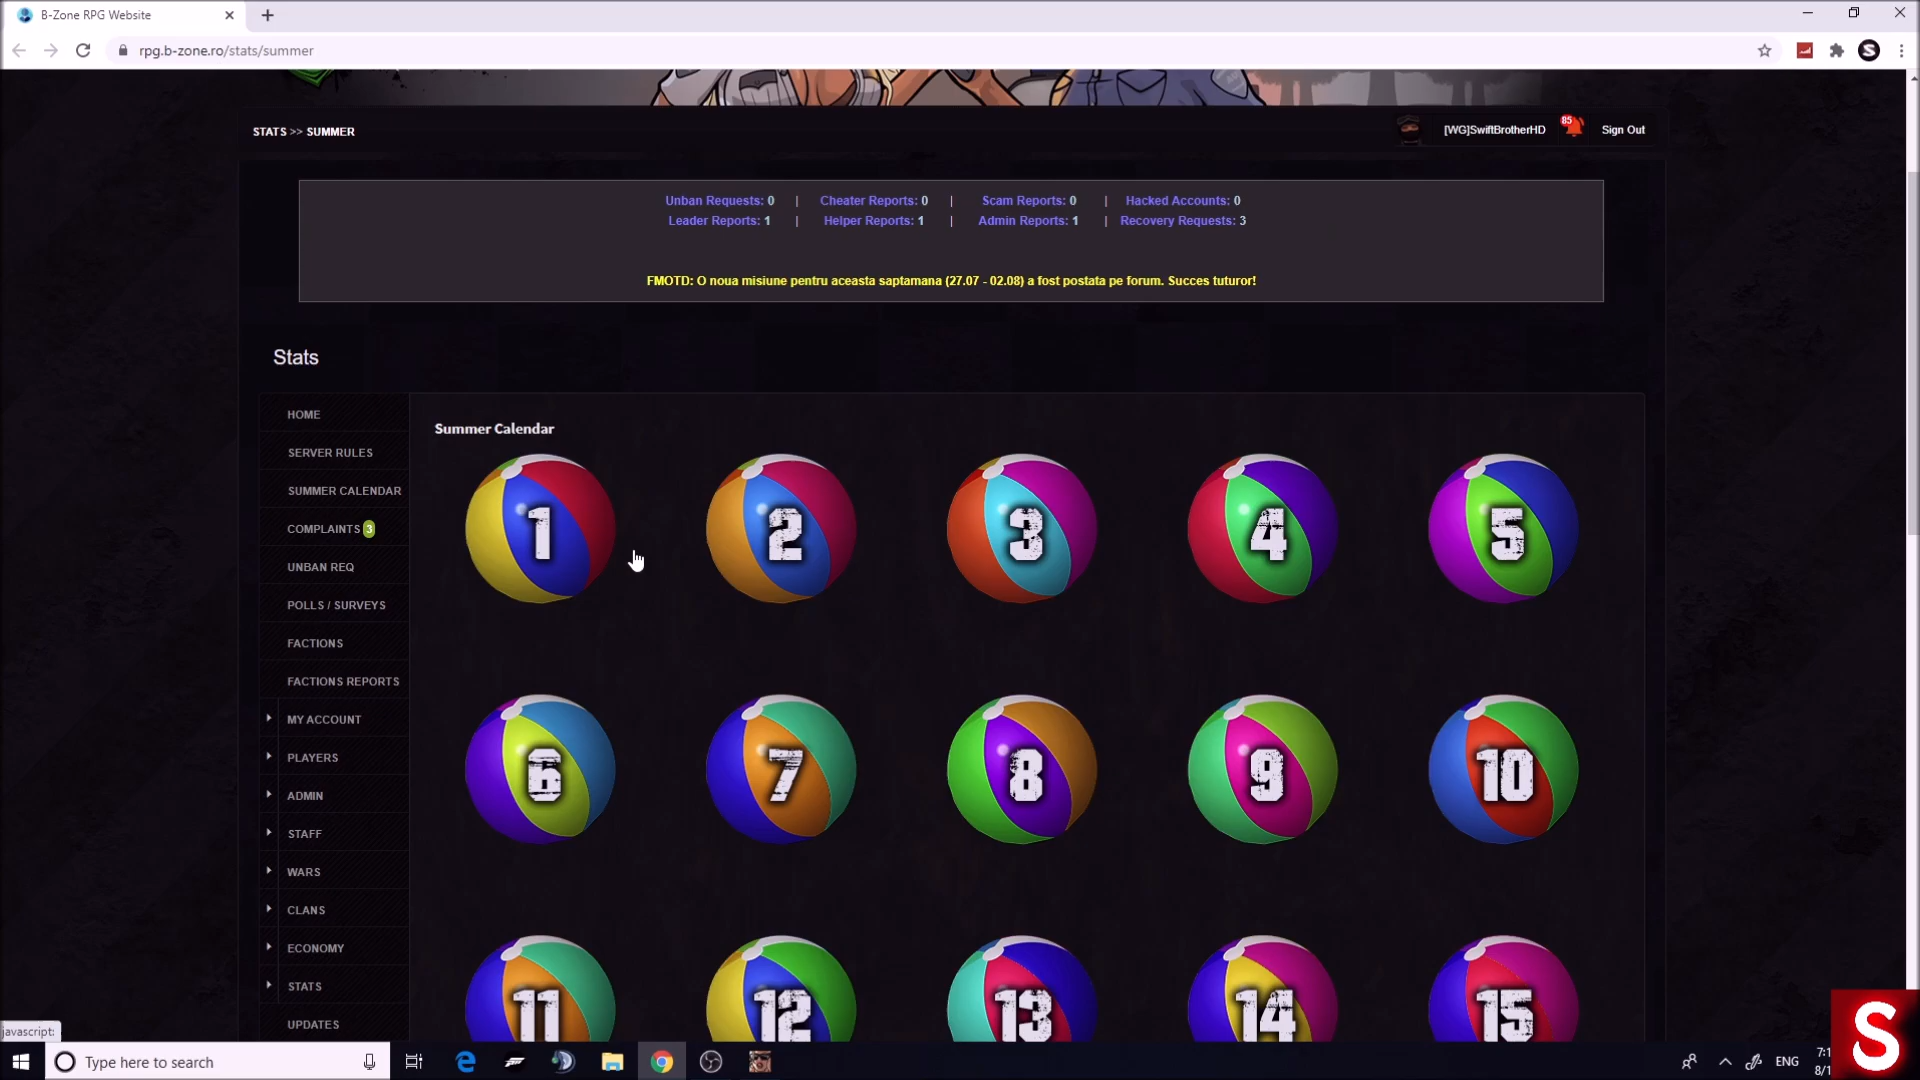 B-Zone RPG Website
rpg.b-zone.ro/stats/summer
STATS >> SUMMER
[WG]SwiftBrotherHD
85
Sign Out
Unban Requests: 0 | Cheater Reports: 0 | Scam Reports: 0 | Hacked Accounts: 0
Leader Reports: 1 | Helper Reports: 1 | Admin Reports: 1 | Recovery Requests: 3
FMOTD: O noua misiune pentru aceasta saptamana (27.07 - 02.08) a fost postata pe forum. Succes tuturor!
Stats
HOME
SERVER RULES
SUMMER CALENDAR
COMPLAINTS 3
UNBAN REQ
POLLS / SURVEYS
FACTIONS
FACTIONS REPORTS
MY ACCOUNT
PLAYERS
ADMIN
STAFF
WARS
CLANS
ECONOMY
STATS
UPDATES
Summer Calendar
1 2 3 4 5
6 7 8 9 10
11 12 13 14 15
javascript:
Type here to search
ENG
7:1
8/1
S